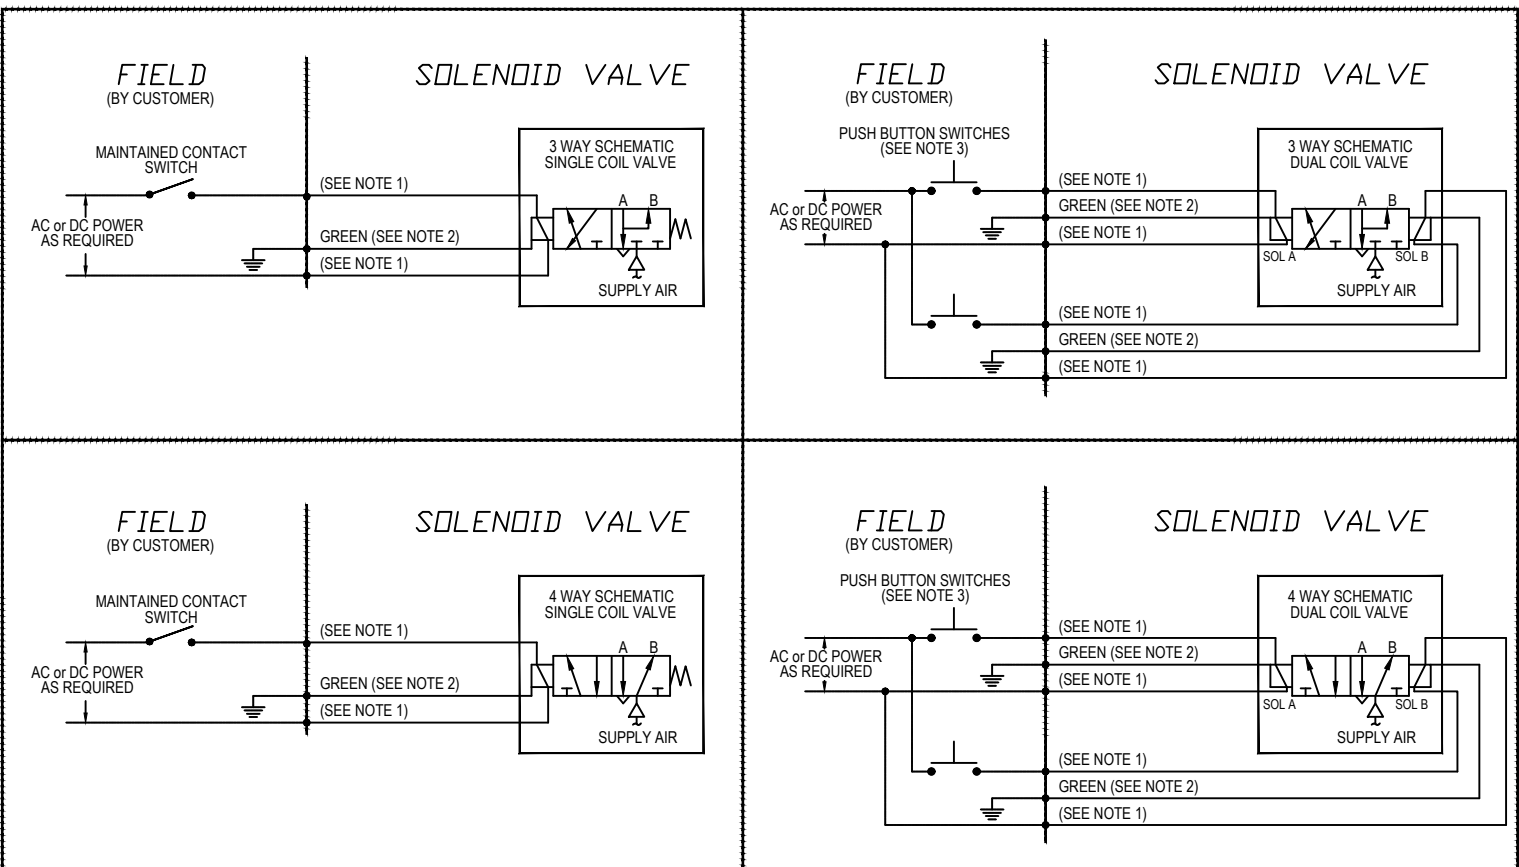 FIELD
(BY CUSTOMER)
SOLENOID VALVE
MAINTAINED CONTACT
SWITCH
AC or DC POWER
AS REQUIRED
(SEE NOTE 1)
GREEN (SEE NOTE 2)
(SEE NOTE 1)
3 WAY SCHEMATIC
SINGLE COIL VALVE
A B
SUPPLY AIR
FIELD
(BY CUSTOMER)
SOLENOID VALVE
PUSH BUTTON SWITCHES
(SEE NOTE 3)
AC or DC POWER
AS REQUIRED
(SEE NOTE 1)
GREEN (SEE NOTE 2)
(SEE NOTE 1)
3 WAY SCHEMATIC
DUAL COIL VALVE
A B
SOL A SOL B
SUPPLY AIR
(SEE NOTE 1)
GREEN (SEE NOTE 2)
(SEE NOTE 1)
FIELD
(BY CUSTOMER)
SOLENOID VALVE
MAINTAINED CONTACT
SWITCH
AC or DC POWER
AS REQUIRED
(SEE NOTE 1)
GREEN (SEE NOTE 2)
(SEE NOTE 1)
4 WAY SCHEMATIC
SINGLE COIL VALVE
A B
SUPPLY AIR
FIELD
(BY CUSTOMER)
SOLENOID VALVE
PUSH BUTTON SWITCHES
(SEE NOTE 3)
AC or DC POWER
AS REQUIRED
(SEE NOTE 1)
GREEN (SEE NOTE 2)
(SEE NOTE 1)
4 WAY SCHEMATIC
DUAL COIL VALVE
A B
SOL A SOL B
SUPPLY AIR
(SEE NOTE 1)
GREEN (SEE NOTE 2)
(SEE NOTE 1)